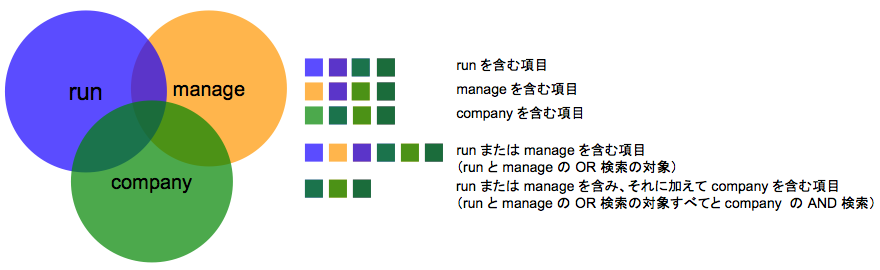 run
manage
company
run を含む項目
manage を含む項目
company を含む項目
run または manage を含む項目
（run と manage の OR 検索の対象）
run または manage を含み、それに加えて company を含む項目
（run と manage の OR 検索の対象すべてと company の AND 検索）